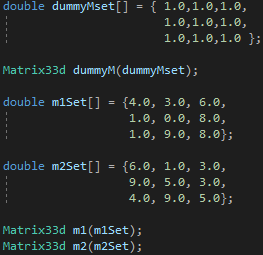 double dummyMset[] = { 1.0,1.0,1.0,
1.0,1.0,1.0,
1.0,1.0,1.0 };
Matrix33d dummyM(dummyMset);
double m1Set[] = {4.0, 3.0, 6.0,
1.0, 0.0, 8.0,
1.0, 9.0, 8.0};
double m2Set[] = {6.0, 1.0, 3.0,
9.0, 5.0, 3.0,
4.0, 9.0, 5.0};
Matrix33d m1(m1Set);
Matrix33d m2(m2Set);